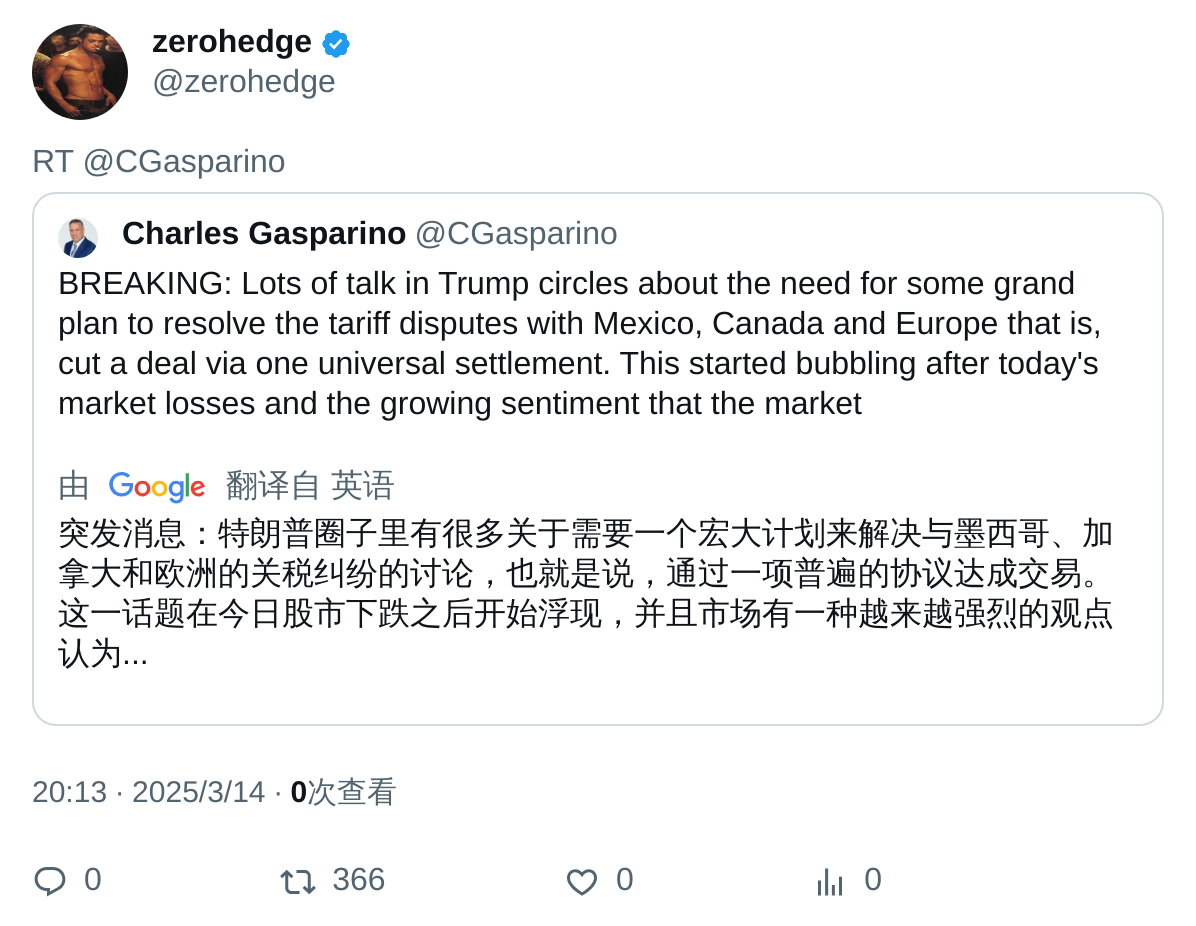 zerohedge
@zerohedge
RT @CGasparino
Charles Gasparino @CGasparino
BREAKING: Lots of talk in Trump circles about the need for some grand
plan to resolve the tariff disputes with Mexico, Canada and Europe that is,
cut a deal via one universal settlement. This started bubbling after today's
market losses and the growing sentiment that the market
由 Google 翻译自 英语
突发消息：特朗普圈子里有很多关于需要一个宏大计划来解决与墨西哥、加
拿大和欧洲的关税纠纷的讨论，也就是说，通过一项普遍的协议达成交易。
这一话题在今日股市下跌之后开始浮现，并且市场有一种越来越强烈的观点
认为...
20:13 · 2025/3/14 · 0次查看
0 366 0 0